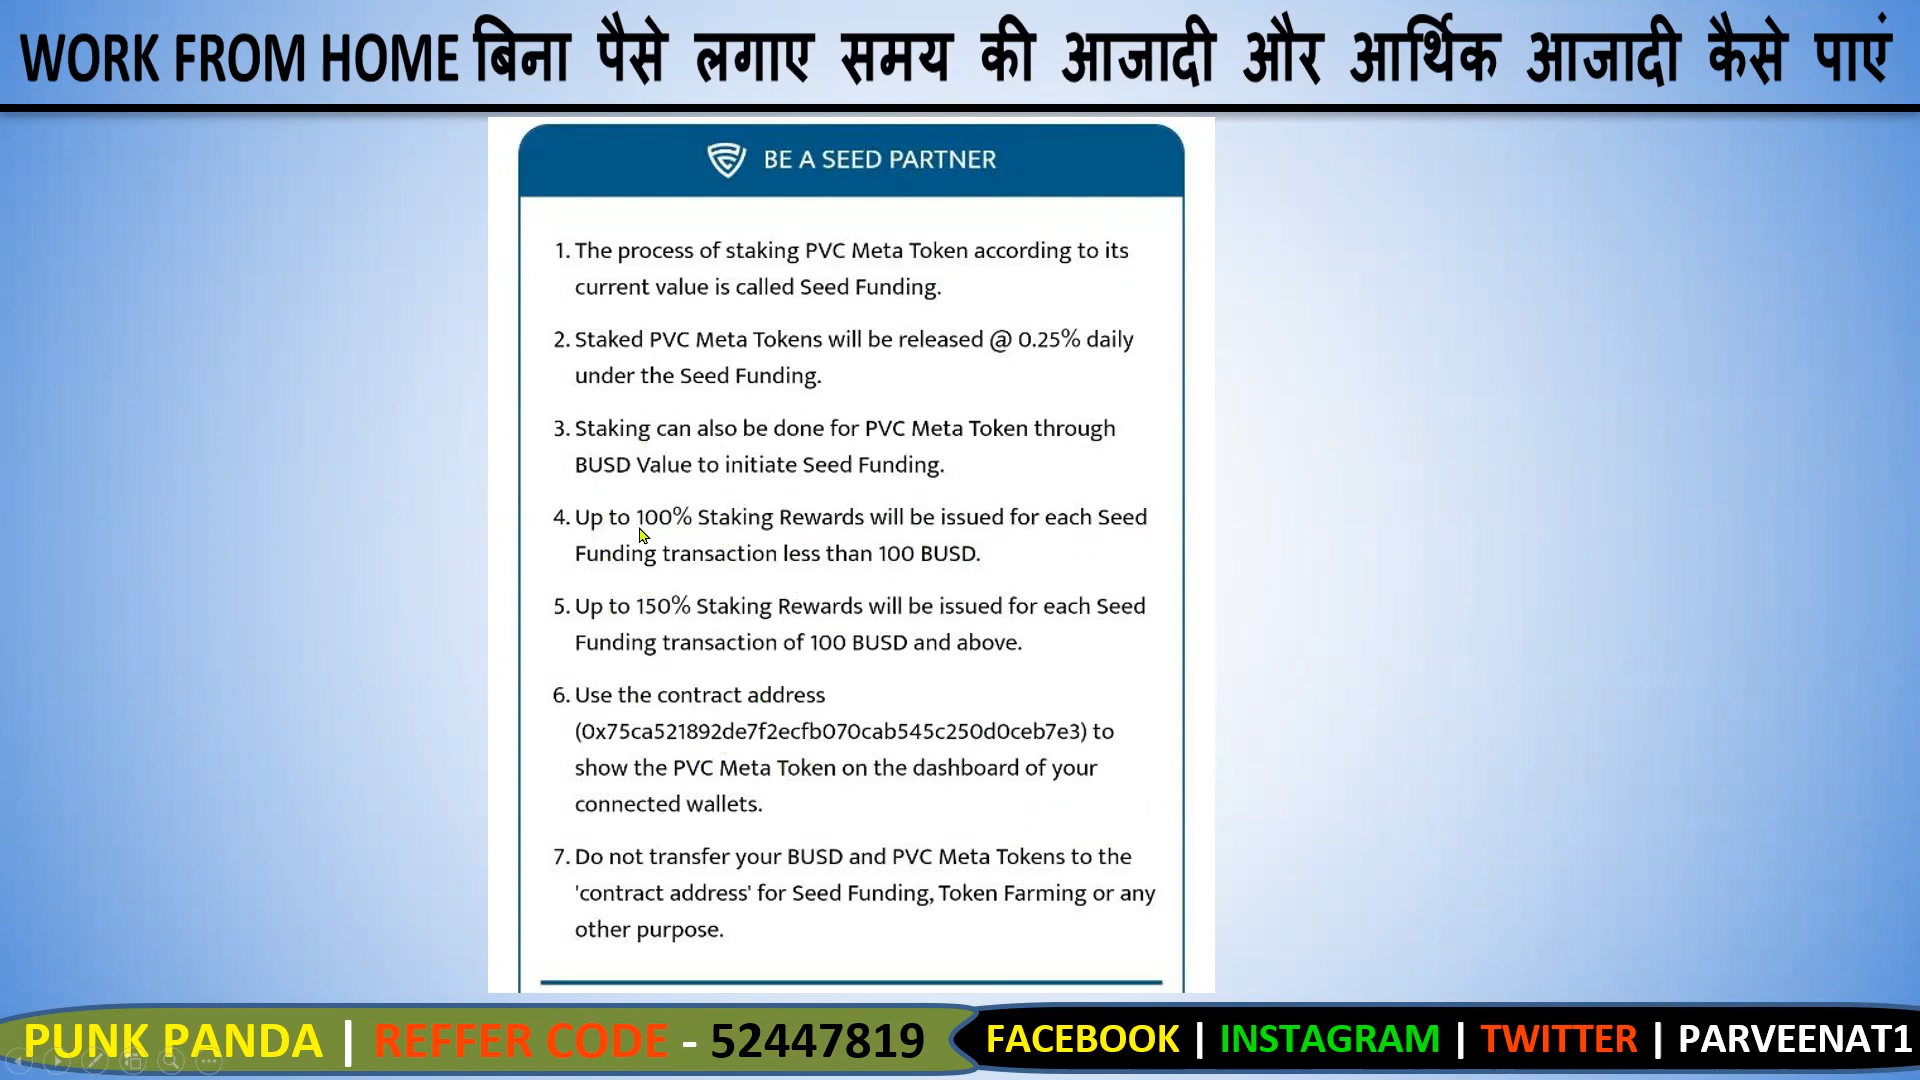 WORK FROM HOME बिना पैसे लगाए समय की आजादी और आर्थिक आजादी कैसे पाएं
BE A SEED PARTNER
1. The process of staking PVC Meta Token according to its
current value is called Seed Funding.
2. Staked PVC Meta Tokens will be released @ 0.25% daily
under the Seed Funding.
3. Staking can also be done for PVC Meta Token through
BUSD Value to initiate Seed Funding.
4. Up to 100% Staking Rewards will be issued for each Seed
Funding transaction less than 100 BUSD.
5. Up to 150% Staking Rewards will be issued for each Seed
Funding transaction of 100 BUSD and above.
6. Use the contract address
(0x75ca521892de7f2ecfb070cab545c250d0ceb7e3) to
show the PVC Meta Token on the dashboard of your
connected wallets.
7. Do not transfer your BUSD and PVC Meta Tokens to the
'contract address' for Seed Funding, Token Farming or any
other purpose.
PUNK PANDA | REFFER CODE - 52447819
FACEBOOK | INSTAGRAM | TWITTER | PARVEENAT1